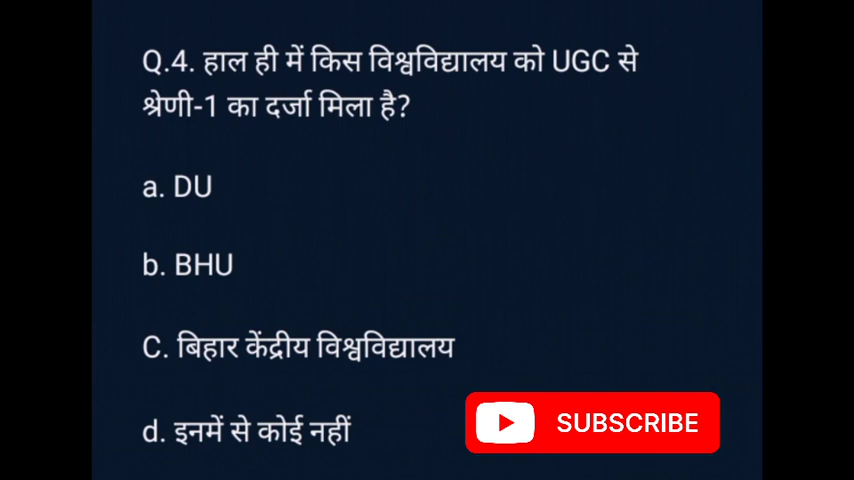 Q.4. हाल ही में किस विश्वविद्यालय को UGC से
श्रेणी-1 का दर्जा मिला है?
a. DU
b. BHU
C. बिहार केंद्रीय विश्वविद्यालय
d. इनमें से कोई नहीं
SUBSCRIBE